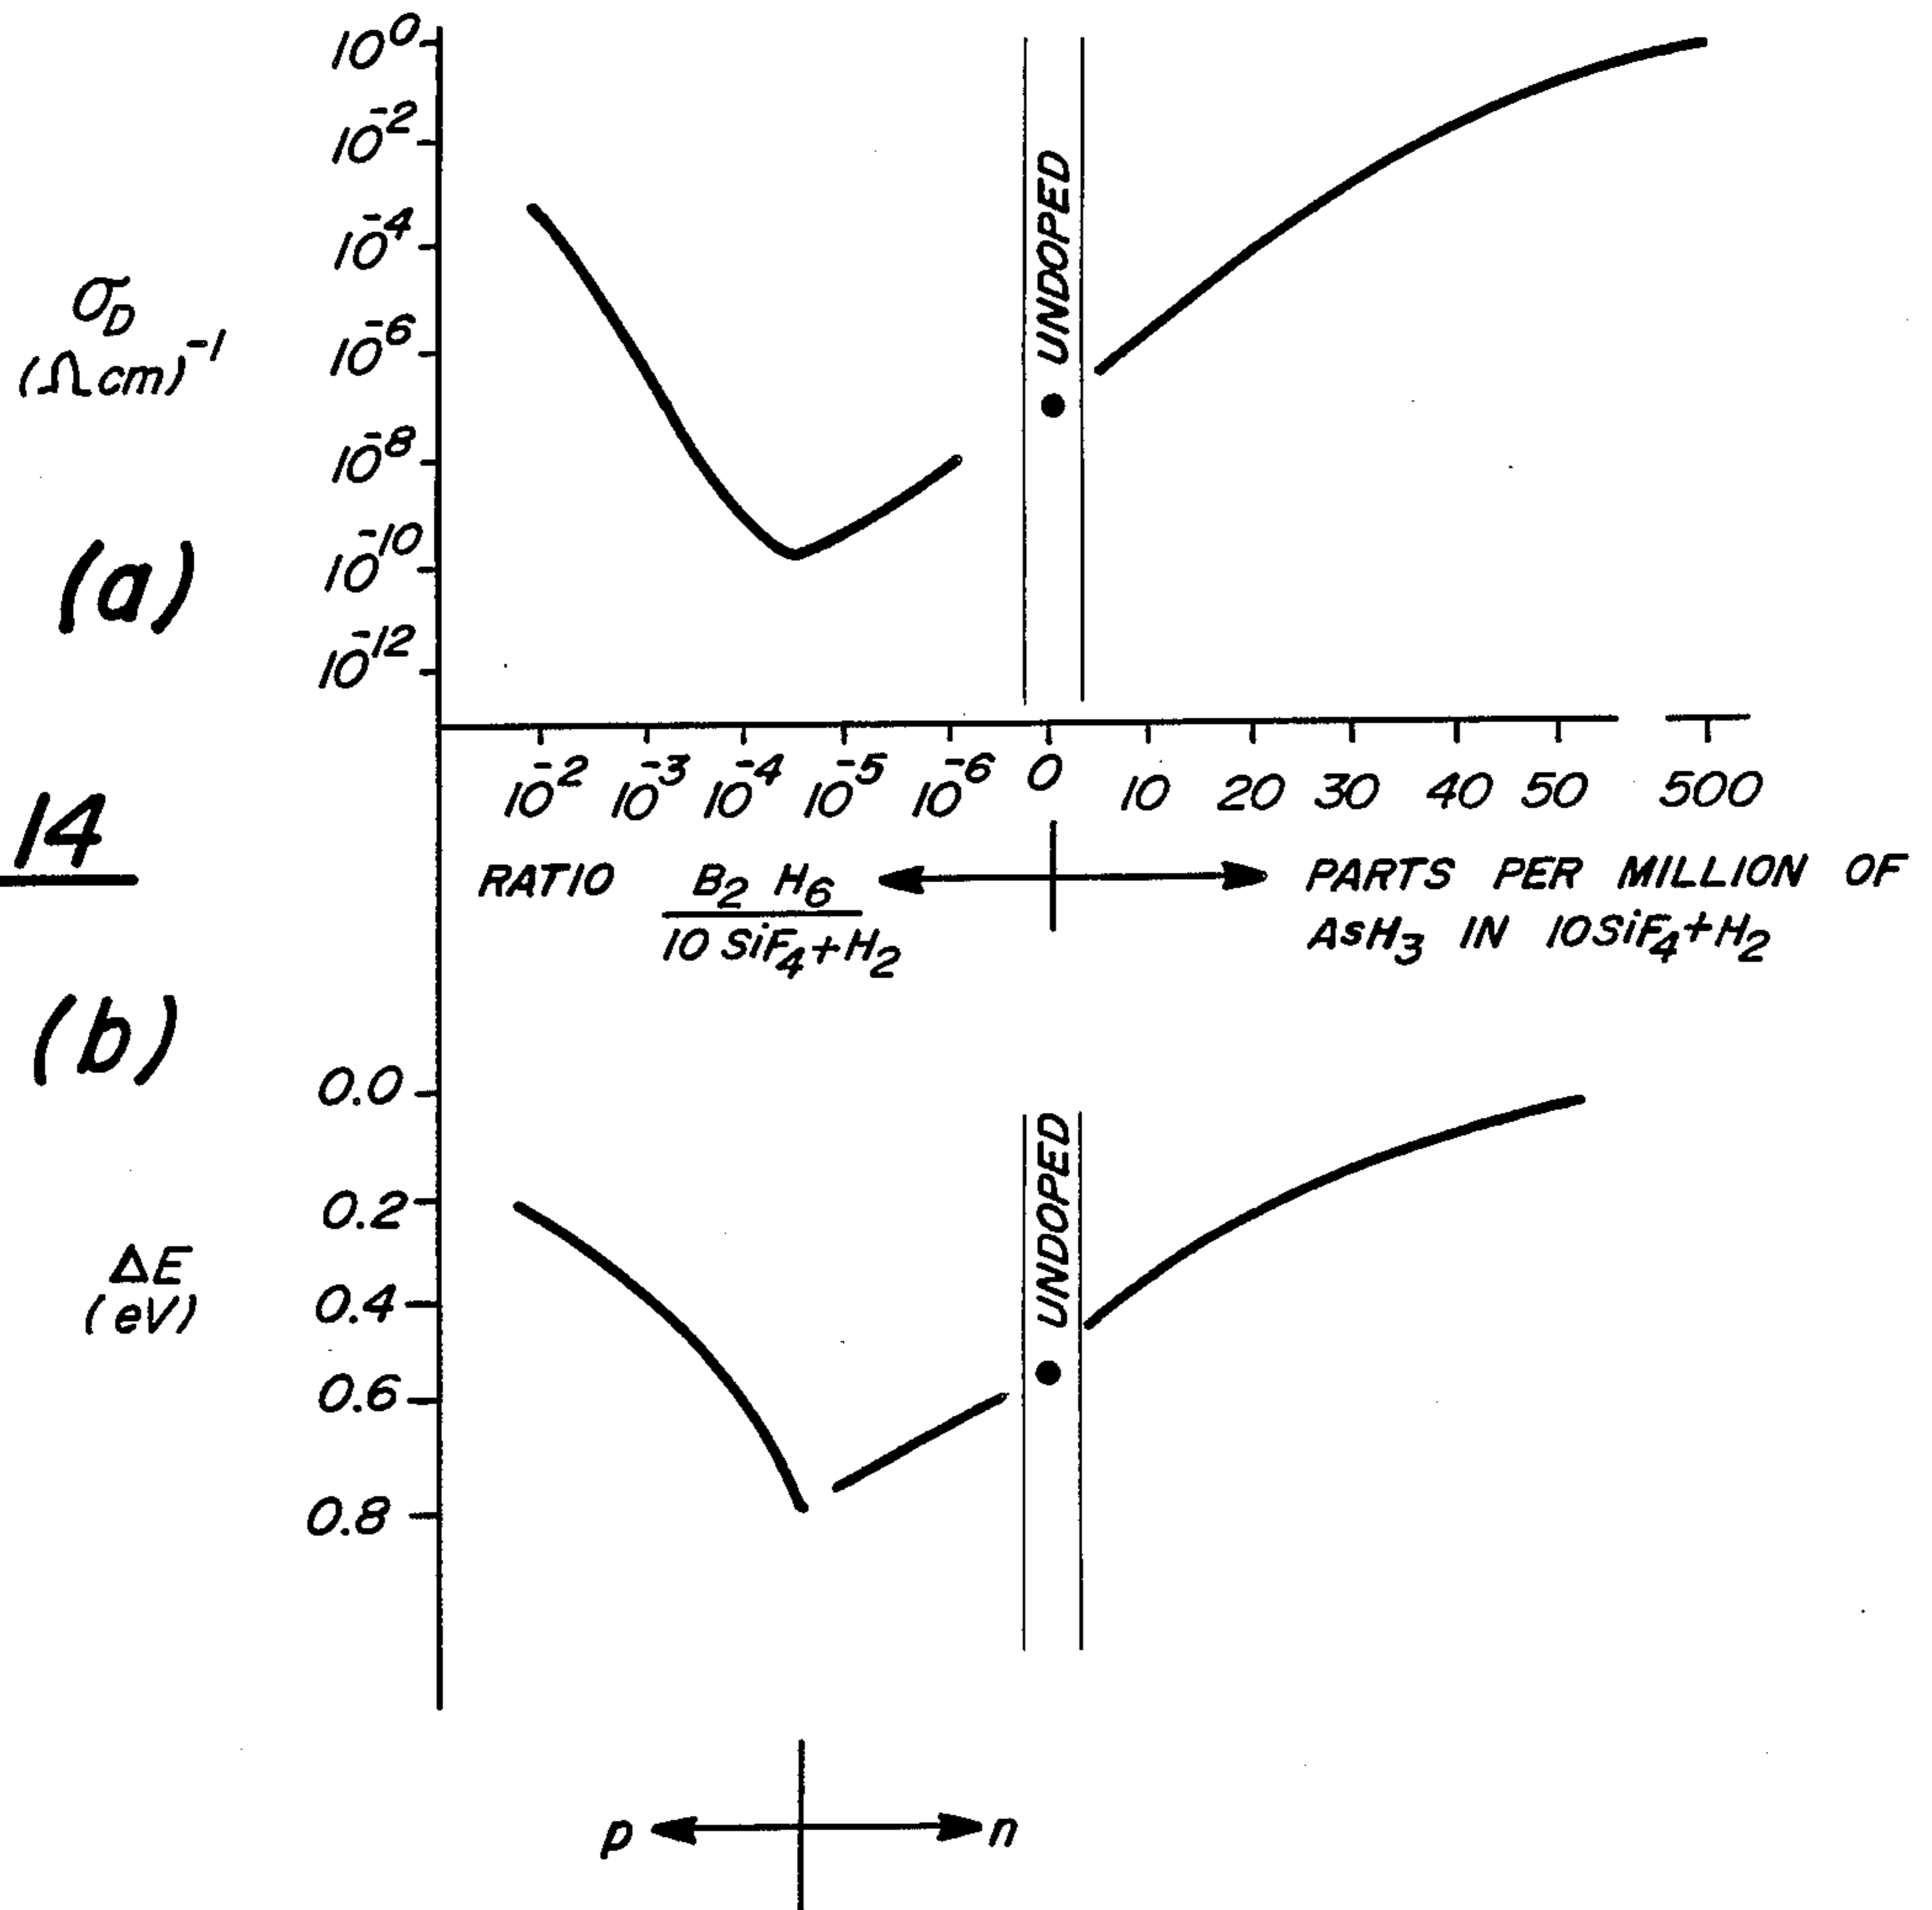 10⁰
10⁻²
10⁻⁴
10⁻⁶
10⁻⁸
10⁻¹⁰
10⁻¹²
σ_D
(Ω cm)⁻¹
(a)
UNDOPED
10⁻² 10⁻³ 10⁻⁴ 10⁻⁵ 10⁻⁶ 0 10 20 30 40 50 500
14
RATIO B₂ H₆
10 SiF₄+H₂
PARTS PER MILLION OF
AsH₃ IN 10SiF₄+H₂
(b)
0.0
0.2
0.4
0.6
0.8
ΔE
(eV)
UNDOPED
p n